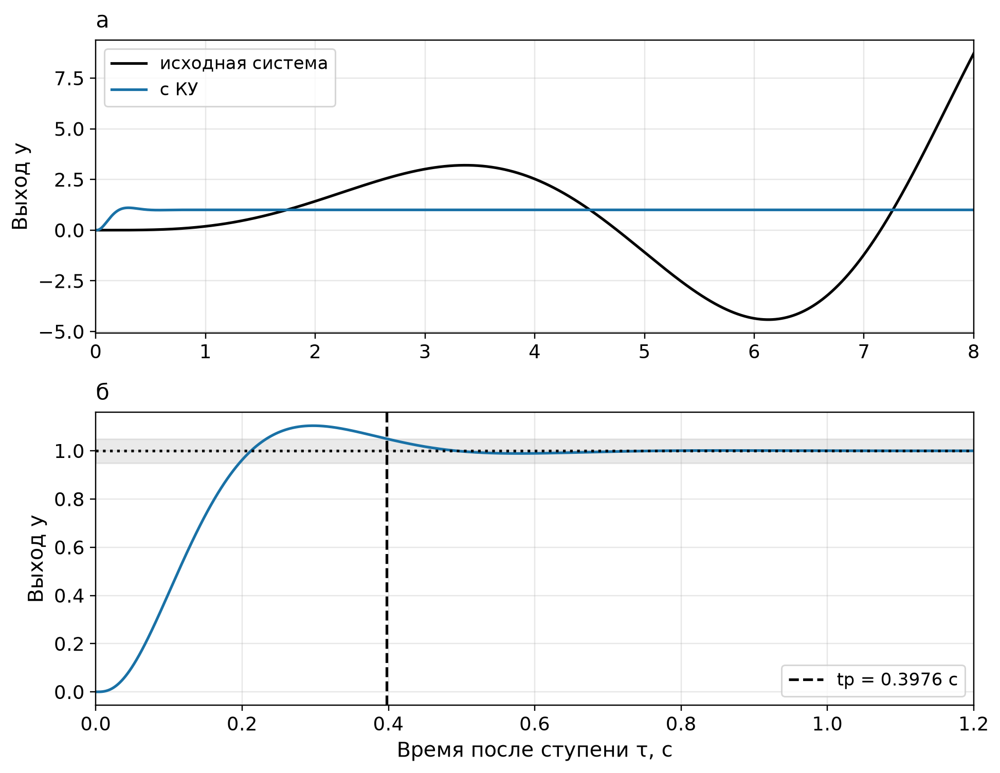 а
исходная система
с КУ
Выход y
7.5
5.0
2.5
0.0
−2.5
−5.0
0 1 2 3 4 5 6 7 8
б
Выход y
1.0
0.8
0.6
0.4
0.2
0.0
tp = 0.3976 с
0.0 0.2 0.4 0.6 0.8 1.0 1.2
Время после ступени τ, с